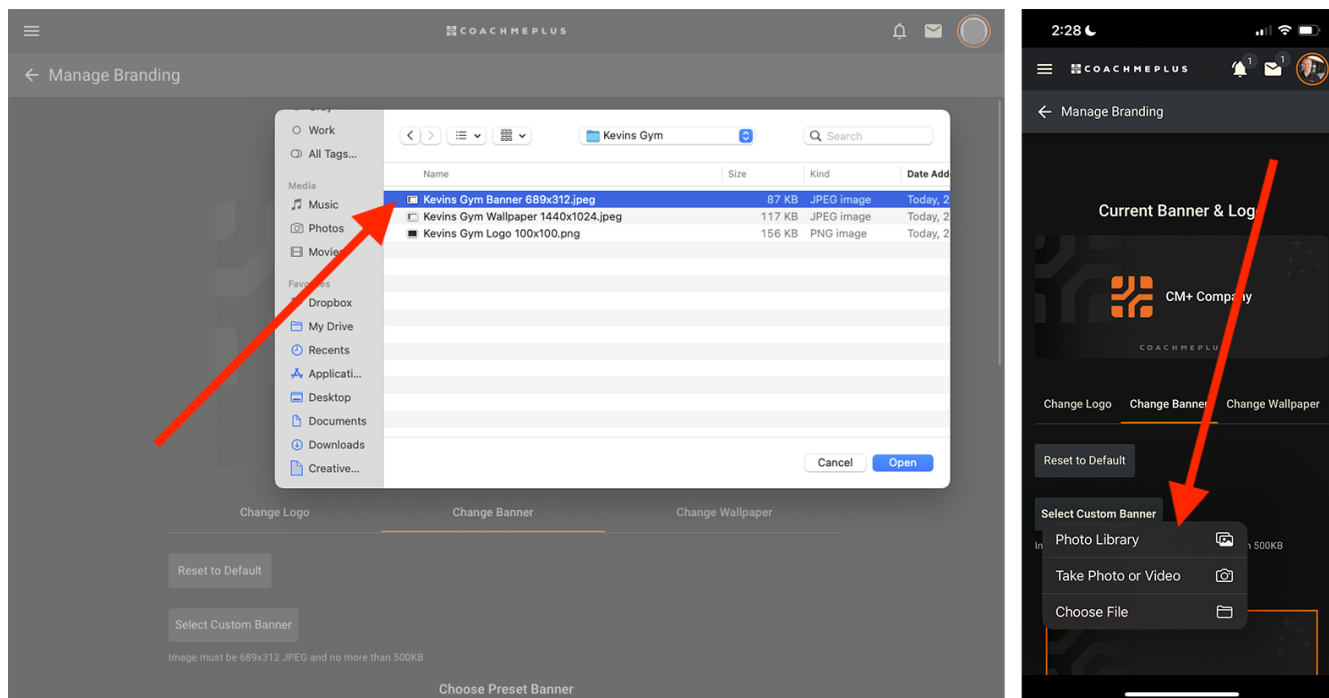 COACHMEPLUS
Manage Branding
Work
All Tags...
Media
Music
Photos
Movies
Favorites
Dropbox
My Drive
Recents
Applicati...
Desktop
Documents
Downloads
Creative...
Kevins Gym
Search
Name Size Kind Date Add
Kevins Gym Banner 689x312.jpeg 87 KB JPEG image Today, 2
Kevins Gym Wallpaper 1440x1024.jpeg 117 KB JPEG image Today, 2
Kevins Gym Logo 100x100.png 156 KB PNG image Today, 2
Cancel Open
Change Logo Change Banner Change Wallpaper
Reset to Default
Select Custom Banner
Image must be 689x312 JPEG and no more than 500KB
Choose Preset Banner
2:28
COACHMEPLUS 1 1
Manage Branding
Current Banner & Logo
CM+ Company
COACHMEPLU
Change Logo Change Banner Change Wallpaper
Reset to Default
Select Custom Banner
500KB
Photo Library
Take Photo or Video
Choose File